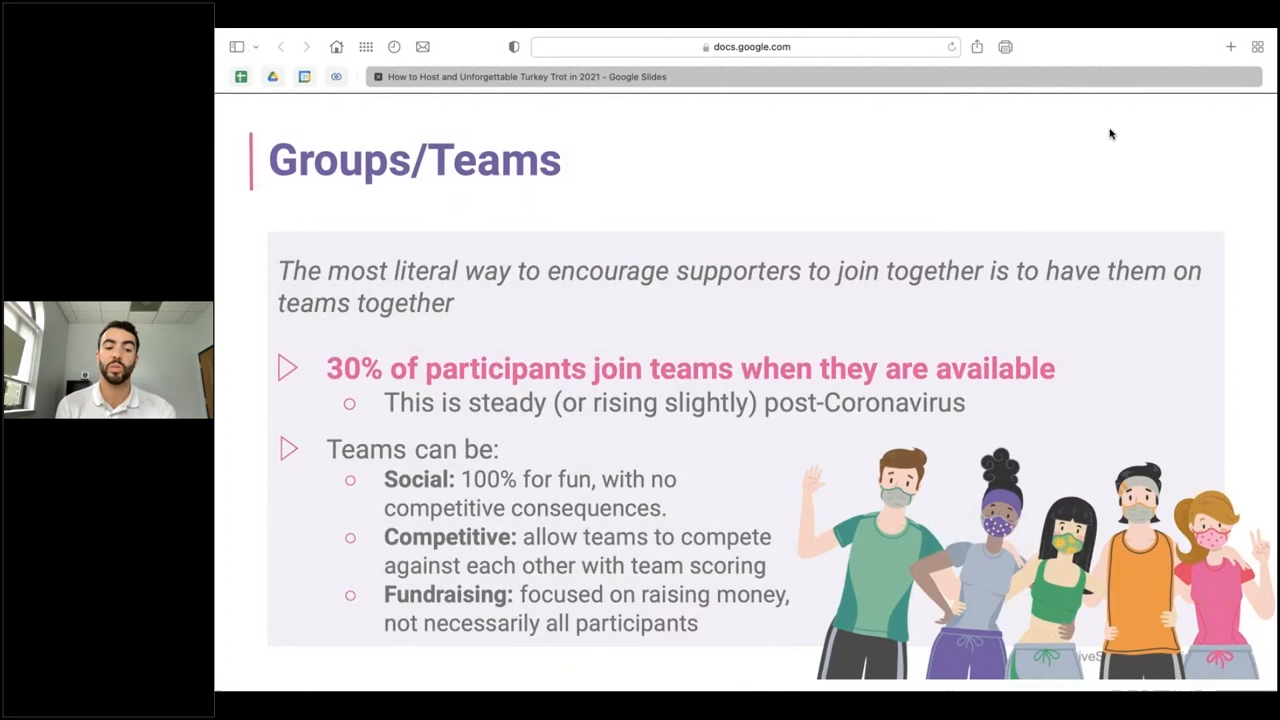 docs.google.com
How to Host and Unforgettable Turkey Trot in 2021 - Google Slides
Groups/Teams
The most literal way to encourage supporters to join together is to have them on
teams together
30% of participants join teams when they are available
This is steady (or rising slightly) post-Coronavirus
Teams can be:
Social: 100% for fun, with no
competitive consequences.
Competitive: allow teams to compete
against each other with team scoring
Fundraising: focused on raising money,
not necessarily all participants